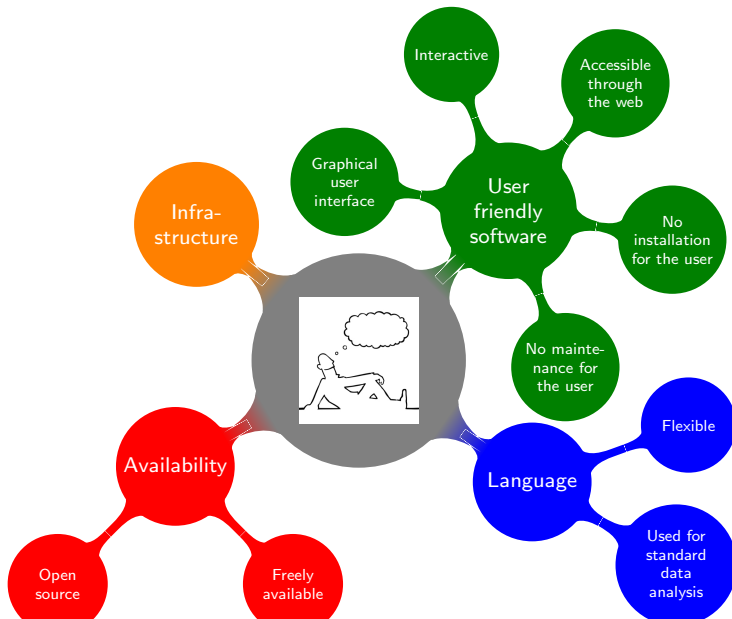 Interactive
Accessible
through
the web
Graphical
user
interface
User
friendly
software
Infra-
structure
No
installation
for the user
No mainte-
nance for
the user
Flexible
Availability
Language
Used for
standard
data
analysis
Open
source
Freely
available